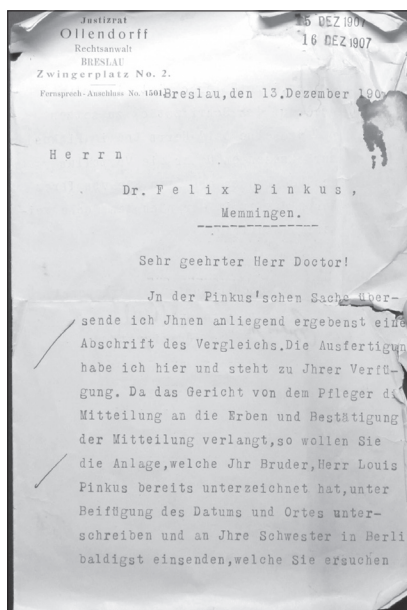 Justizrat
Ollendorff
Rechtsanwalt
BRESLAU
Zwingerplatz No. 2.
Fernsprech-Anschluss No. 1501
15 DEZ 1907
16 DEZ 1907
Breslau,den 13.Dezember 190
Herrn
Dr. Felix Pinkus,
Memmingen.
Sehr geehrter Herr Doctor!
Jn der Pinkus'schen Sache über-
sende ich Jhnen anliegend ergebenst eine
Abschrift des Vergleichs.Die Ausfertigun
habe ich hier und steht zu Jhrer Verfü-
gung. Da das Gericht von dem Pfleger di
Mitteilung an die Erben und Bestätigung
der Mitteilung verlangt,so wollen Sie
die Anlage,welche Jhr Bruder,Herr Louis
Pinkus bereits unterzeichnet hat,unter
Beifügung des Datums und Ortes unter-
schreiben und an Jhre Schwester in Berli
baldigst einsenden,welche Sie ersuchen